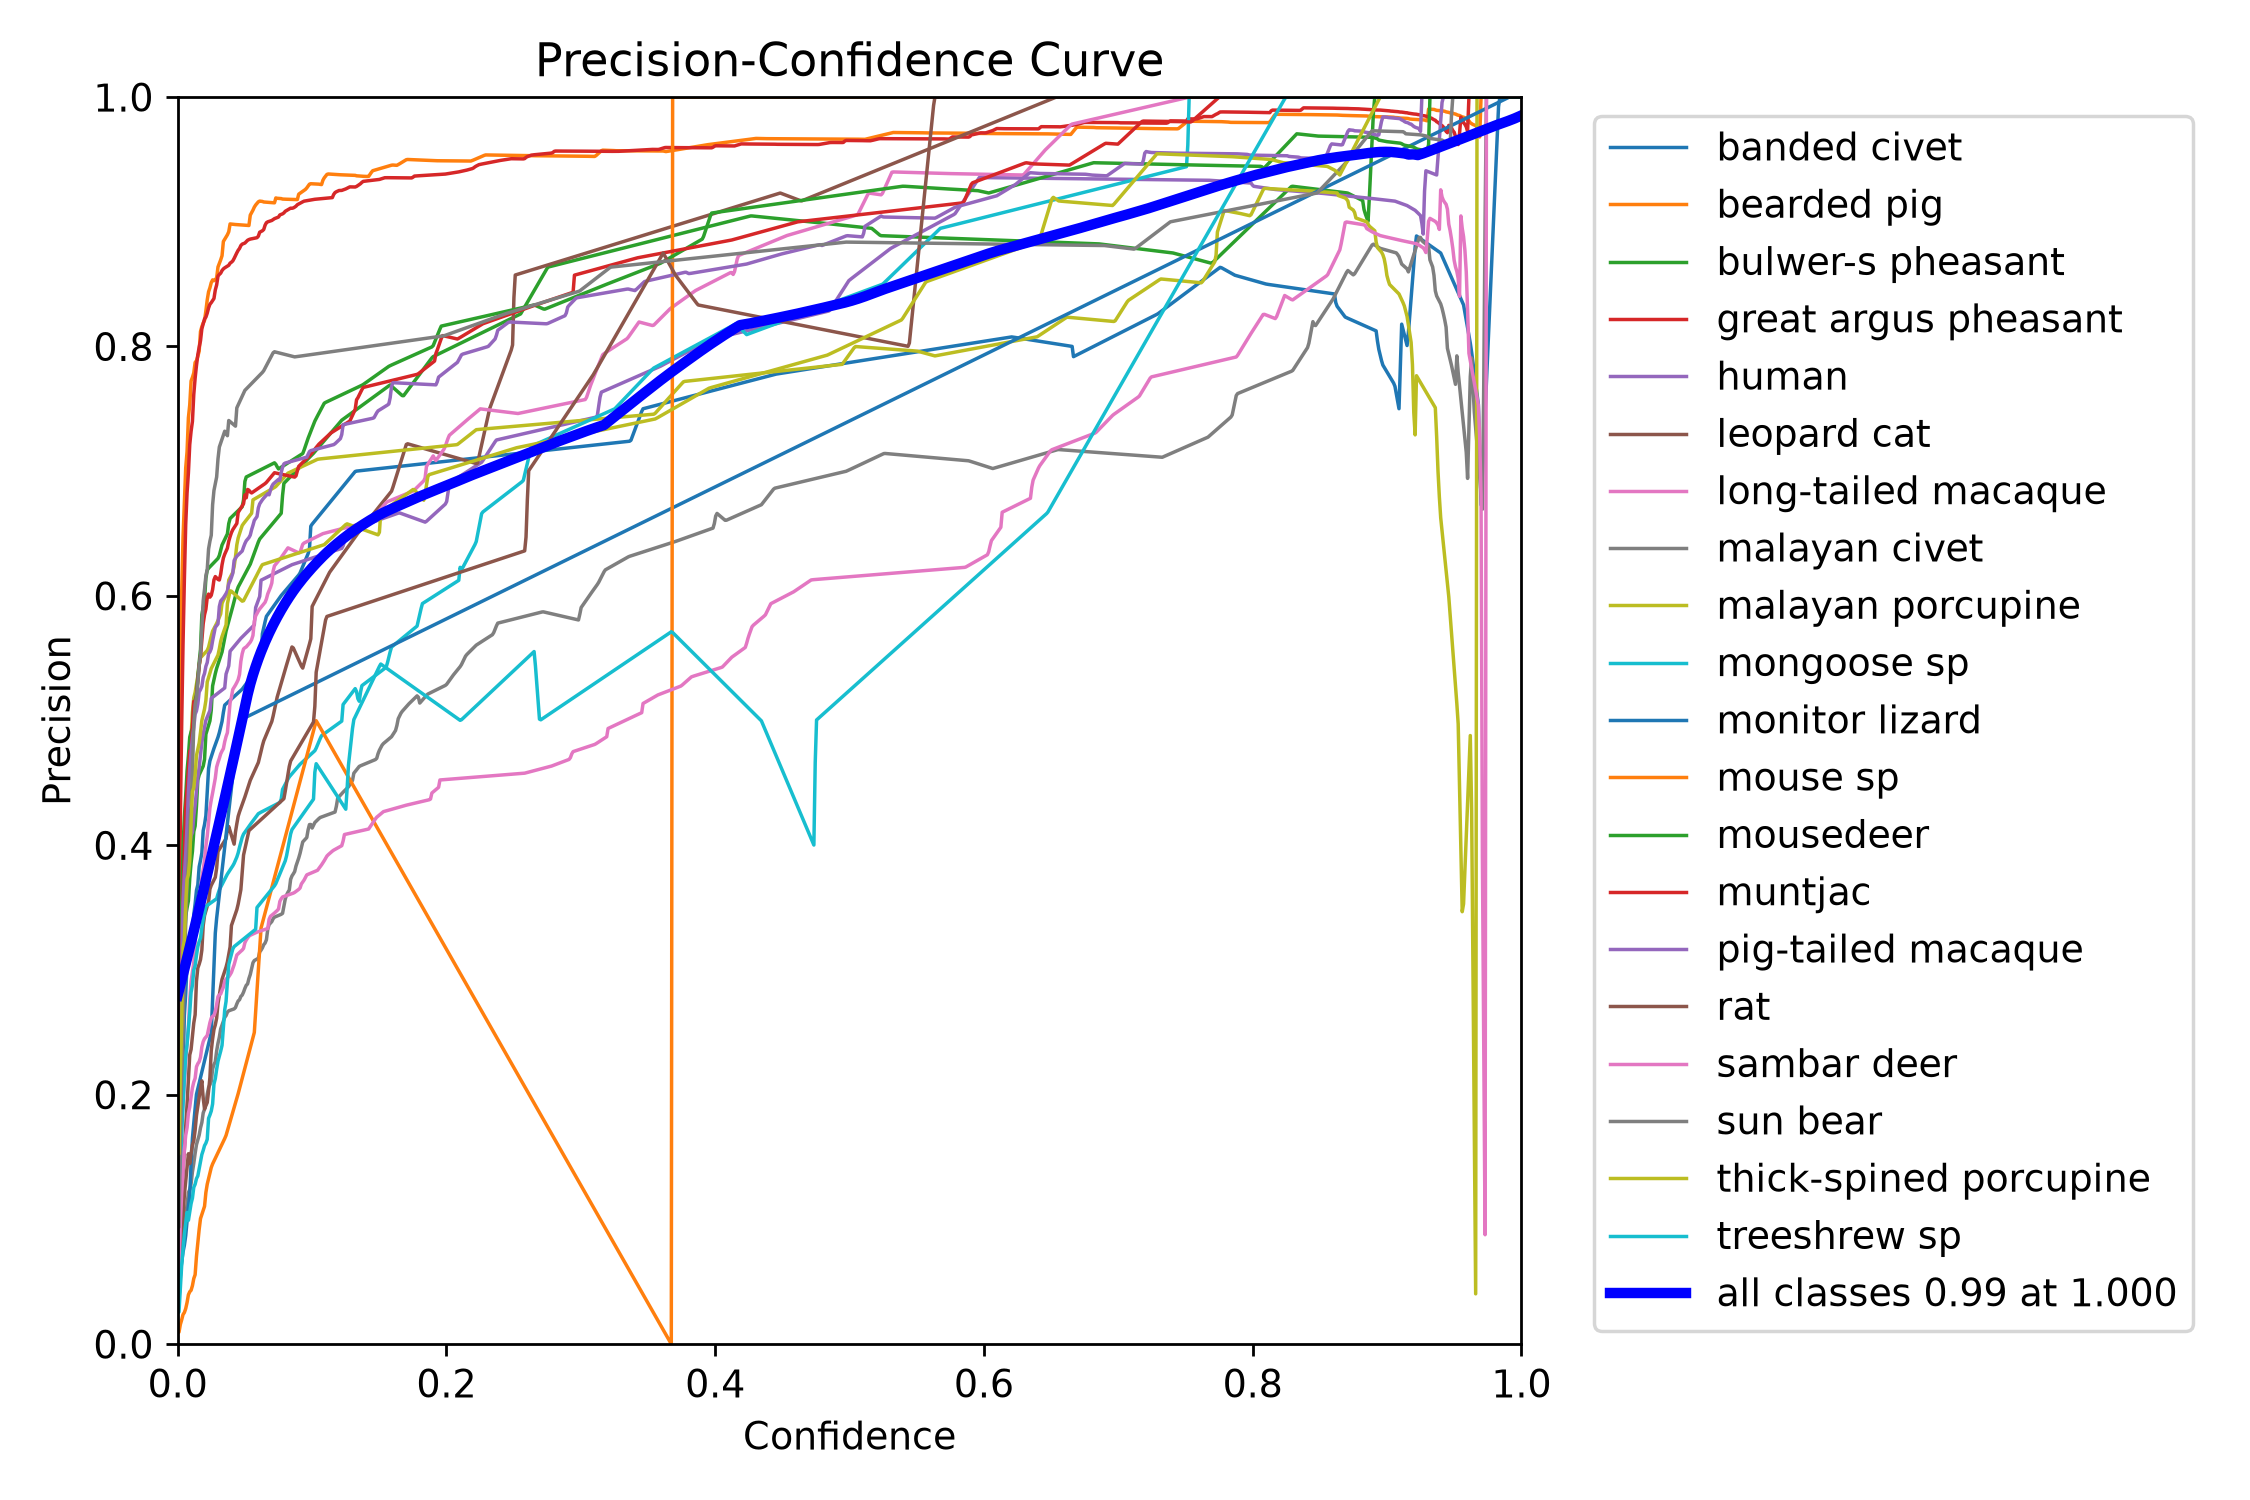 Precision-Confidence Curve
1.0
0.8
0.6
0.4
0.2
0.0
Precision
0.0 0.2 0.4 0.6 0.8 1.0
Confidence
banded civet
bearded pig
bulwer-s pheasant
great argus pheasant
human
leopard cat
long-tailed macaque
malayan civet
malayan porcupine
mongoose sp
monitor lizard
mouse sp
mousedeer
muntjac
pig-tailed macaque
rat
sambar deer
sun bear
thick-spined porcupine
treeshrew sp
all classes 0.99 at 1.000